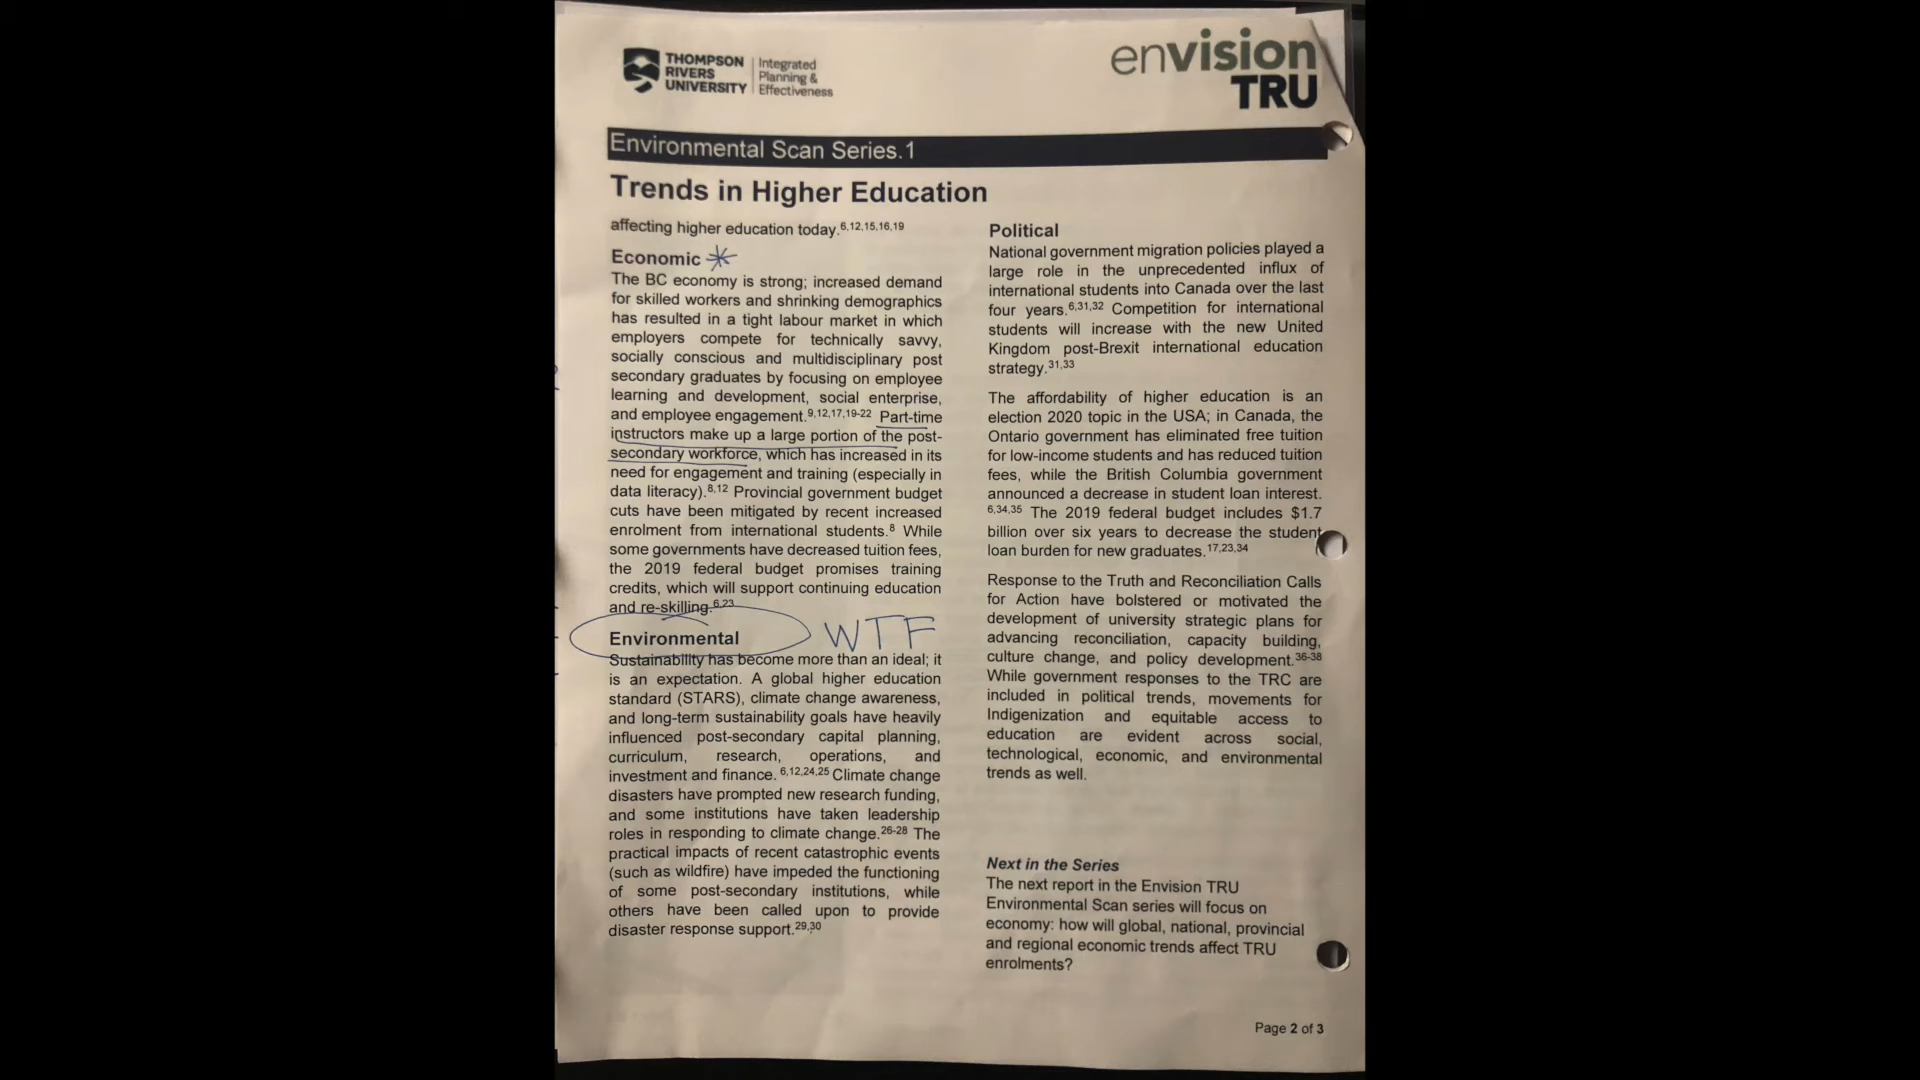 THOMPSON
RIVERS
UNIVERSITY
Integrated
Planning &
Effectiveness
envision
TRU
Environmental Scan Series.1
Trends in Higher Education
affecting higher education today.6,12,15,16,19
Economic *
The BC economy is strong; increased demand
for skilled workers and shrinking demographics
has resulted in a tight labour market in which
employers compete for technically savvy,
socially conscious and multidisciplinary post
secondary graduates by focusing on employee
learning and development, social enterprise,
and employee engagement.9,12,17,19-22 Part-time
instructors make up a large portion of the post-
secondary workforce, which has increased in its
need for engagement and training (especially in
data literacy).8,12 Provincial government budget
cuts have been mitigated by recent increased
enrolment from international students.8 While
some governments have decreased tuition fees,
the 2019 federal budget promises training
credits, which will support continuing education
and re-skilling.6,23
Environmental WTF
Sustainability has become more than an ideal; it
is an expectation. A global higher education
standard (STARS), climate change awareness,
and long-term sustainability goals have heavily
influenced post-secondary capital planning,
curriculum, research, operations, and
investment and finance. 6,12,24,25 Climate change
disasters have prompted new research funding,
and some institutions have taken leadership
roles in responding to climate change.26-28 The
practical impacts of recent catastrophic events
(such as wildfire) have impeded the functioning
of some post-secondary institutions, while
others have been called upon to provide
disaster response support.29,30
Political
National government migration policies played a
large role in the unprecedented influx of
international students into Canada over the last
four years.6,31,32 Competition for international
students will increase with the new United
Kingdom post-Brexit international education
strategy.31,33
The affordability of higher education is an
election 2020 topic in the USA; in Canada, the
Ontario government has eliminated free tuition
for low-income students and has reduced tuition
fees, while the British Columbia government
announced a decrease in student loan interest.
6,34,35 The 2019 federal budget includes $1.7
billion over six years to decrease the student
loan burden for new graduates.17,23,34
Response to the Truth and Reconciliation Calls
for Action have bolstered or motivated the
development of university strategic plans for
advancing reconciliation, capacity building,
culture change, and policy development.36-38
While government responses to the TRC are
included in political trends, movements for
Indigenization and equitable access to
education are evident across social,
technological, economic, and environmental
trends as well.
Next in the Series
The next report in the Envision TRU
Environmental Scan series will focus on
economy: how will global, national, provincial
and regional economic trends affect TRU
enrolments?
Page 2 of 3